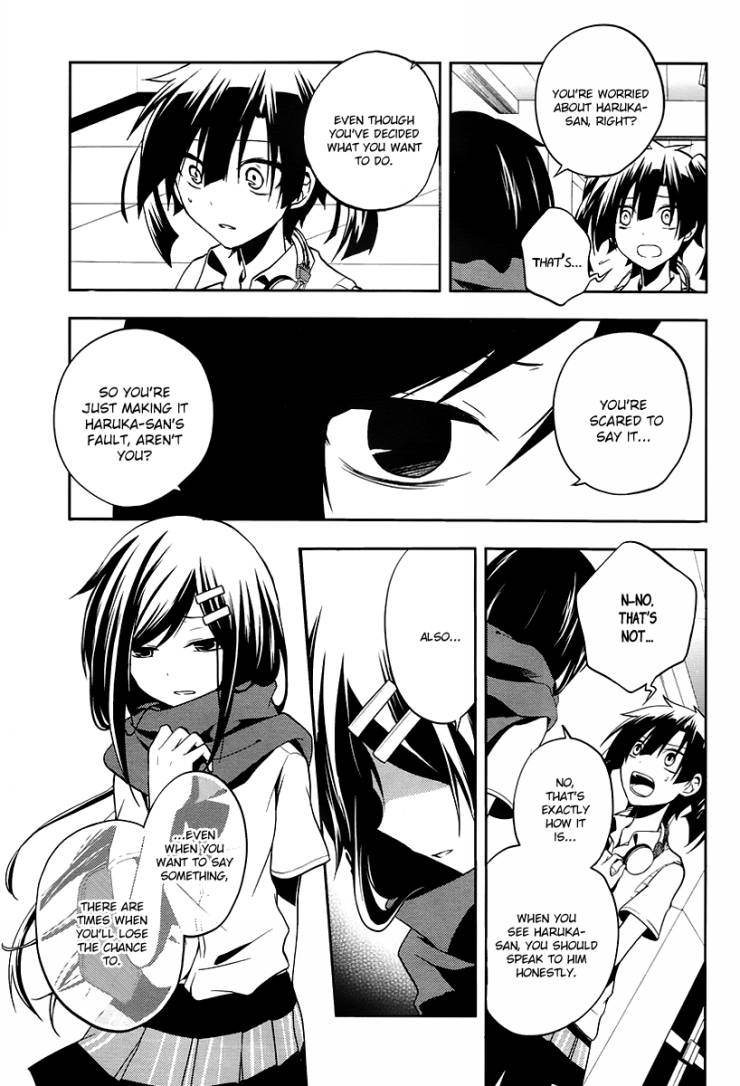 YOU'RE WORRIED
ABOUT HARUKA-
SAN, RIGHT?
THAT'S...
EVEN THOUGH
YOU'VE DECIDED
WHAT YOU WANT
TO DO.
YOU'RE
SCARED TO
SAY IT...
SO YOU'RE
JUST MAKING IT
HARUKA-SAN'S
FAULT, AREN'T
YOU?
N-NO.
THAT'S
NOT...
NO,
THAT'S
EXACTLY
HOW IT
IS...
WHEN YOU
SEE HARUKA-
SAN, YOU SHOULD
SPEAK TO HIM
HONESTLY.
ALSO...
...EVEN
WHEN YOU
WANT TO SAY
SOMETHING,
THERE ARE
TIMES WHEN
YOU'LL LOSE
THE CHANCE
TO.